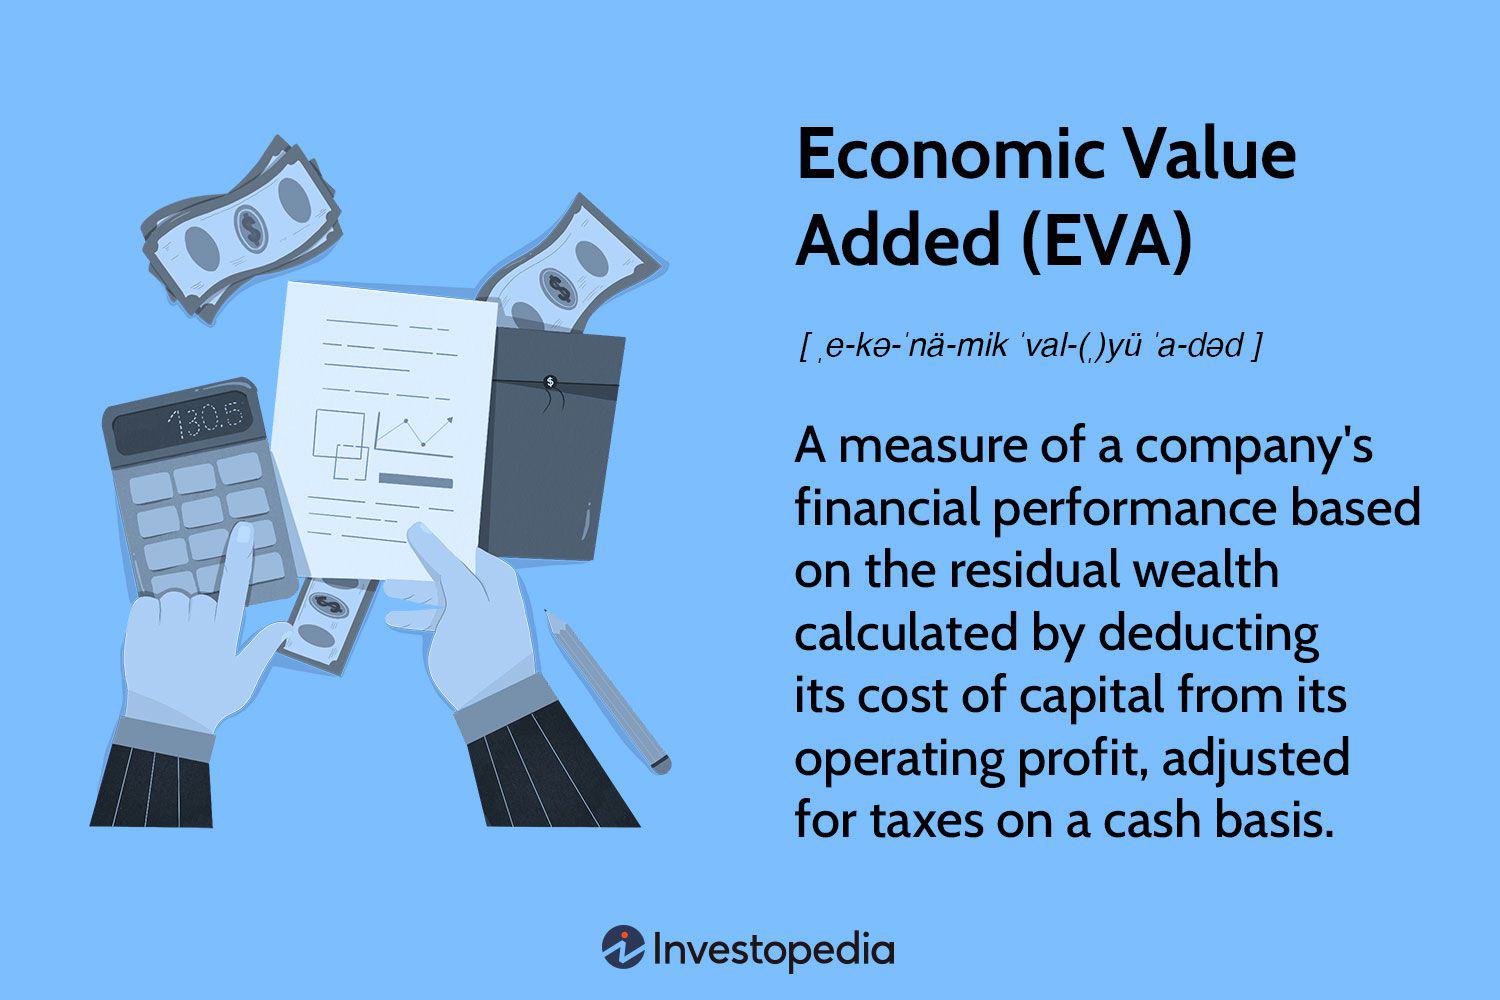 Economic Value
Added (EVA)
[ ˌe-kə-ˈnä-mik ˈval-(ˌ)yü ˈa-dəd ]
A measure of a company's
financial performance based
on the residual wealth
calculated by deducting
its cost of capital from its
operating profit, adjusted
for taxes on a cash basis.
130.5
$
$
$
$
Investopedia